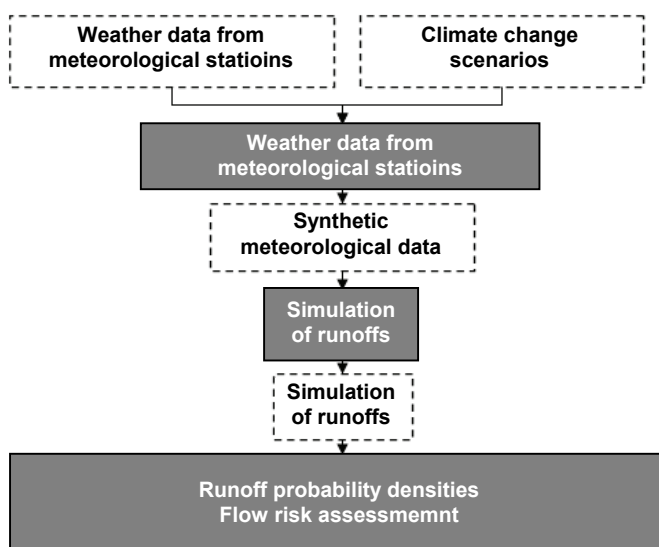 Weather data from
meteorological statioins
Climate change
scenarios
Weather data from
meteorological statioins
Synthetic
meteorological data
Simulation
of runoffs
Simulation
of runoffs
Runoff probability densities
Flow risk assessmemnt